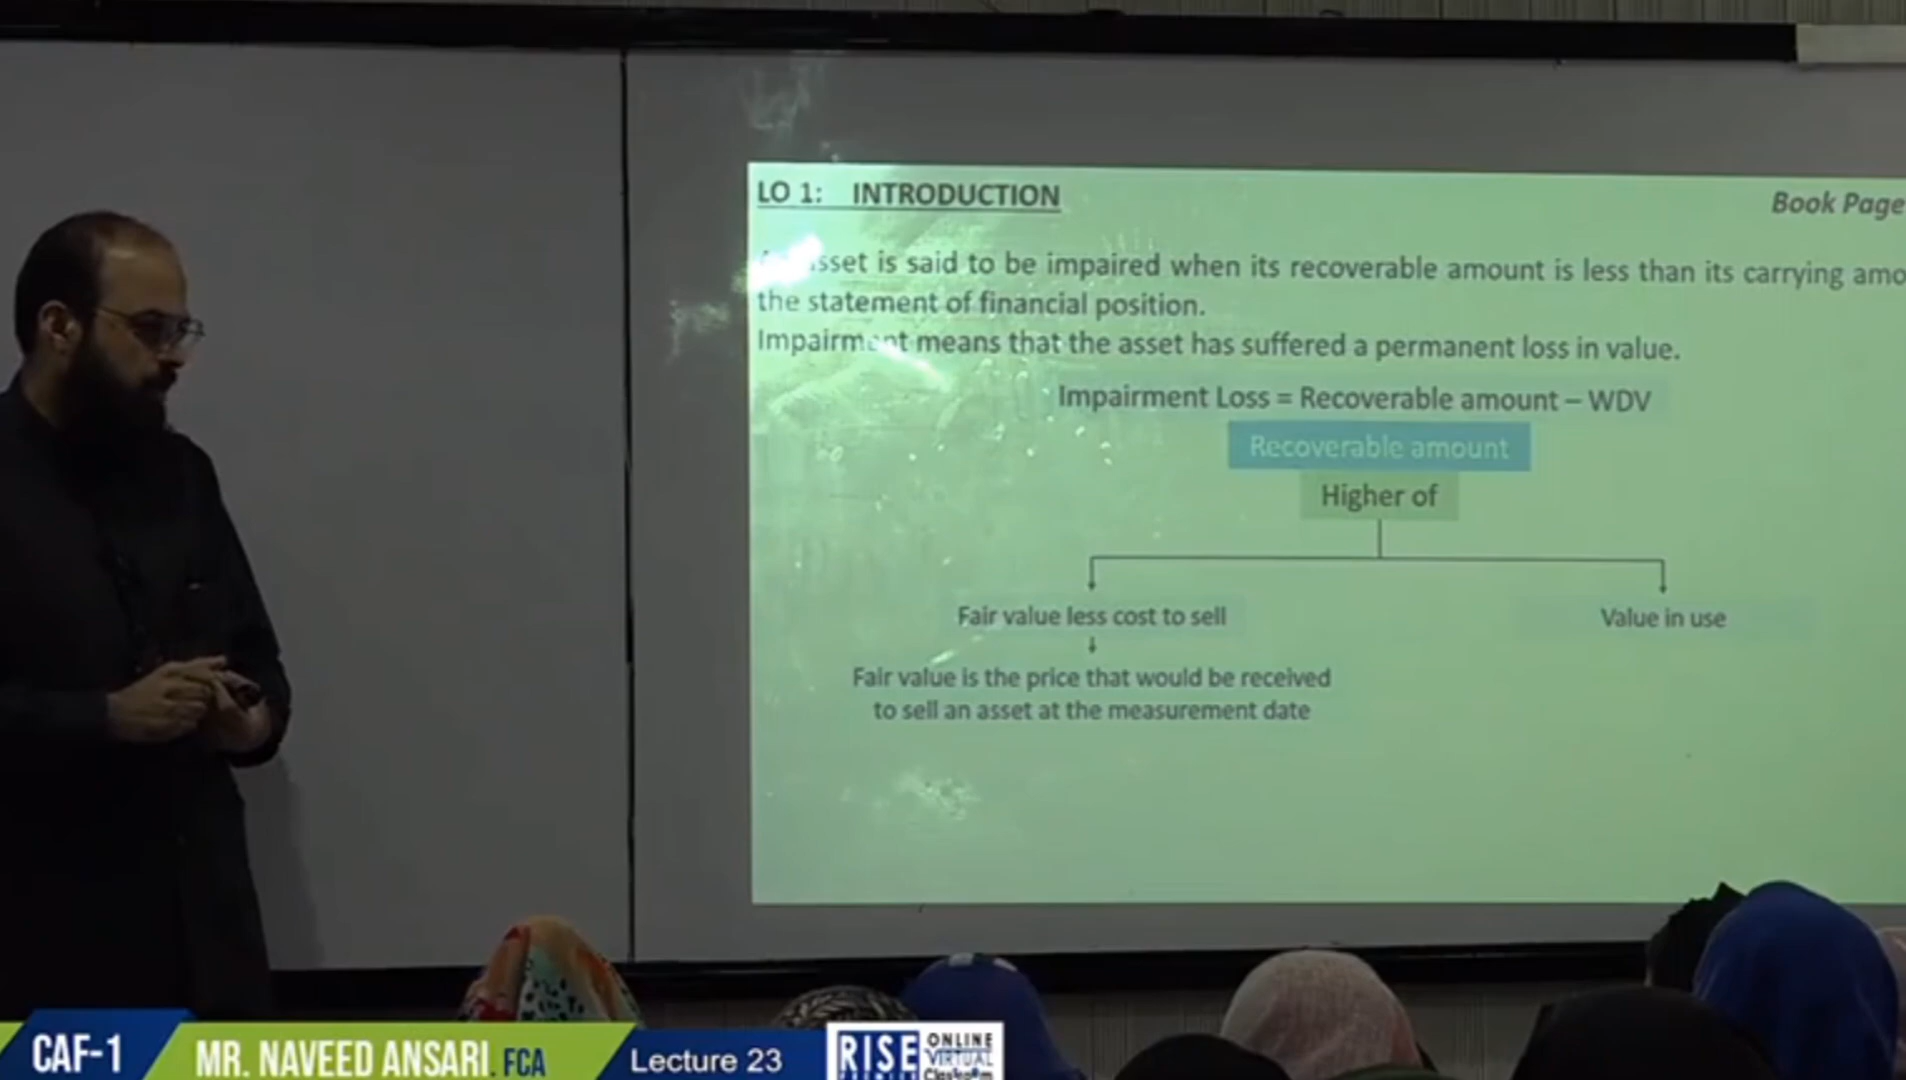 LO 1: INTRODUCTION
Book Page
sset is said to be impaired when its recoverable amount is less than its carrying amo
the statement of financial position.
Impairment means that the asset has suffered a permanent loss in value.
Impairment Loss = Recoverable amount – WDV
Recoverable amount
Higher of
Fair value less cost to sell
Value in use
Fair value is the price that would be received
to sell an asset at the measurement date
CAF-1
MR. NAVEED ANSARI. FCA
Lecture 23
RISE
PREMIER
ONLINE
VIRTUAL
Classroom